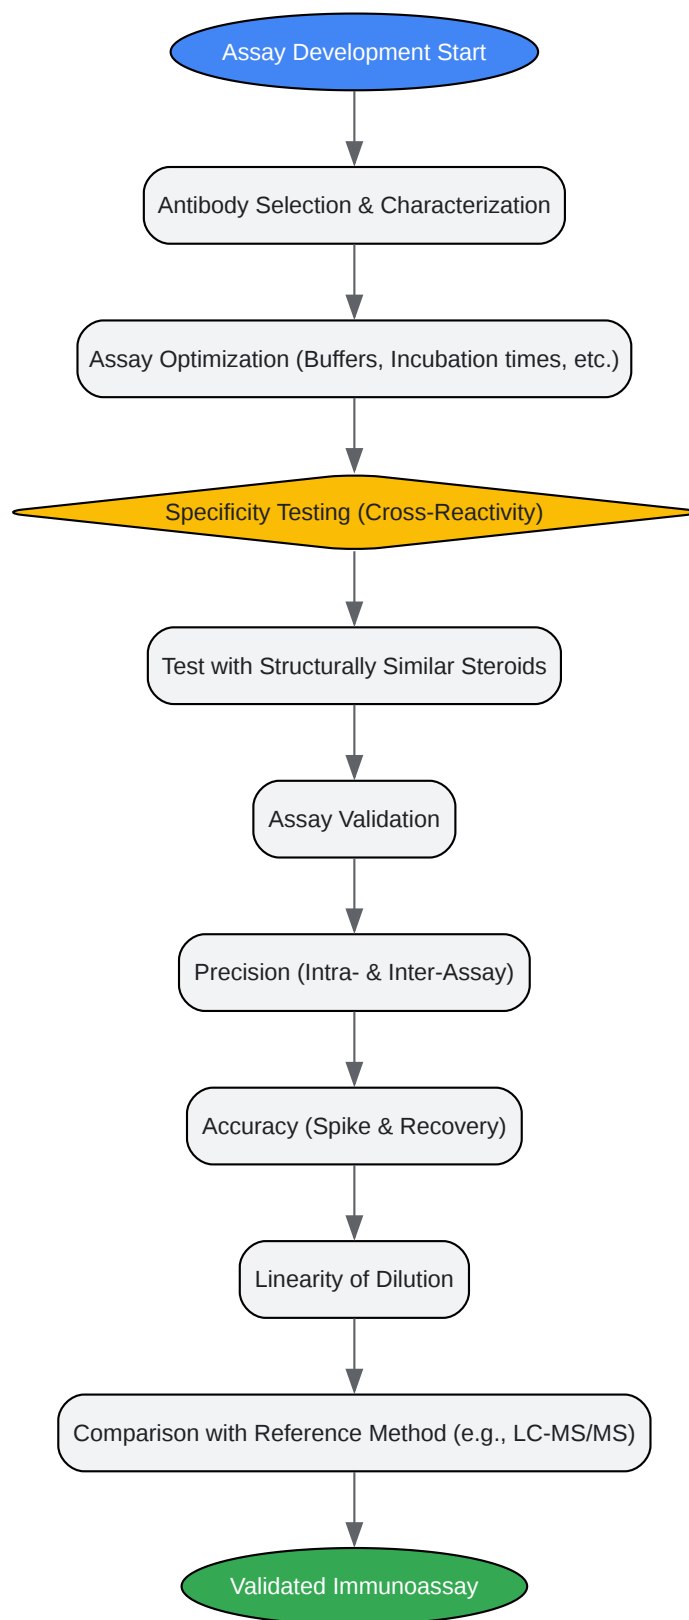 Assay Development Start
Antibody Selection & Characterization
Assay Optimization (Buffers, Incubation times, etc.)
Specificity Testing (Cross-Reactivity)
Test with Structurally Similar Steroids
Assay Validation
Precision (Intra- & Inter-Assay)
Accuracy (Spike & Recovery)
Linearity of Dilution
Comparison with Reference Method (e.g., LC-MS/MS)
Validated Immunoassay